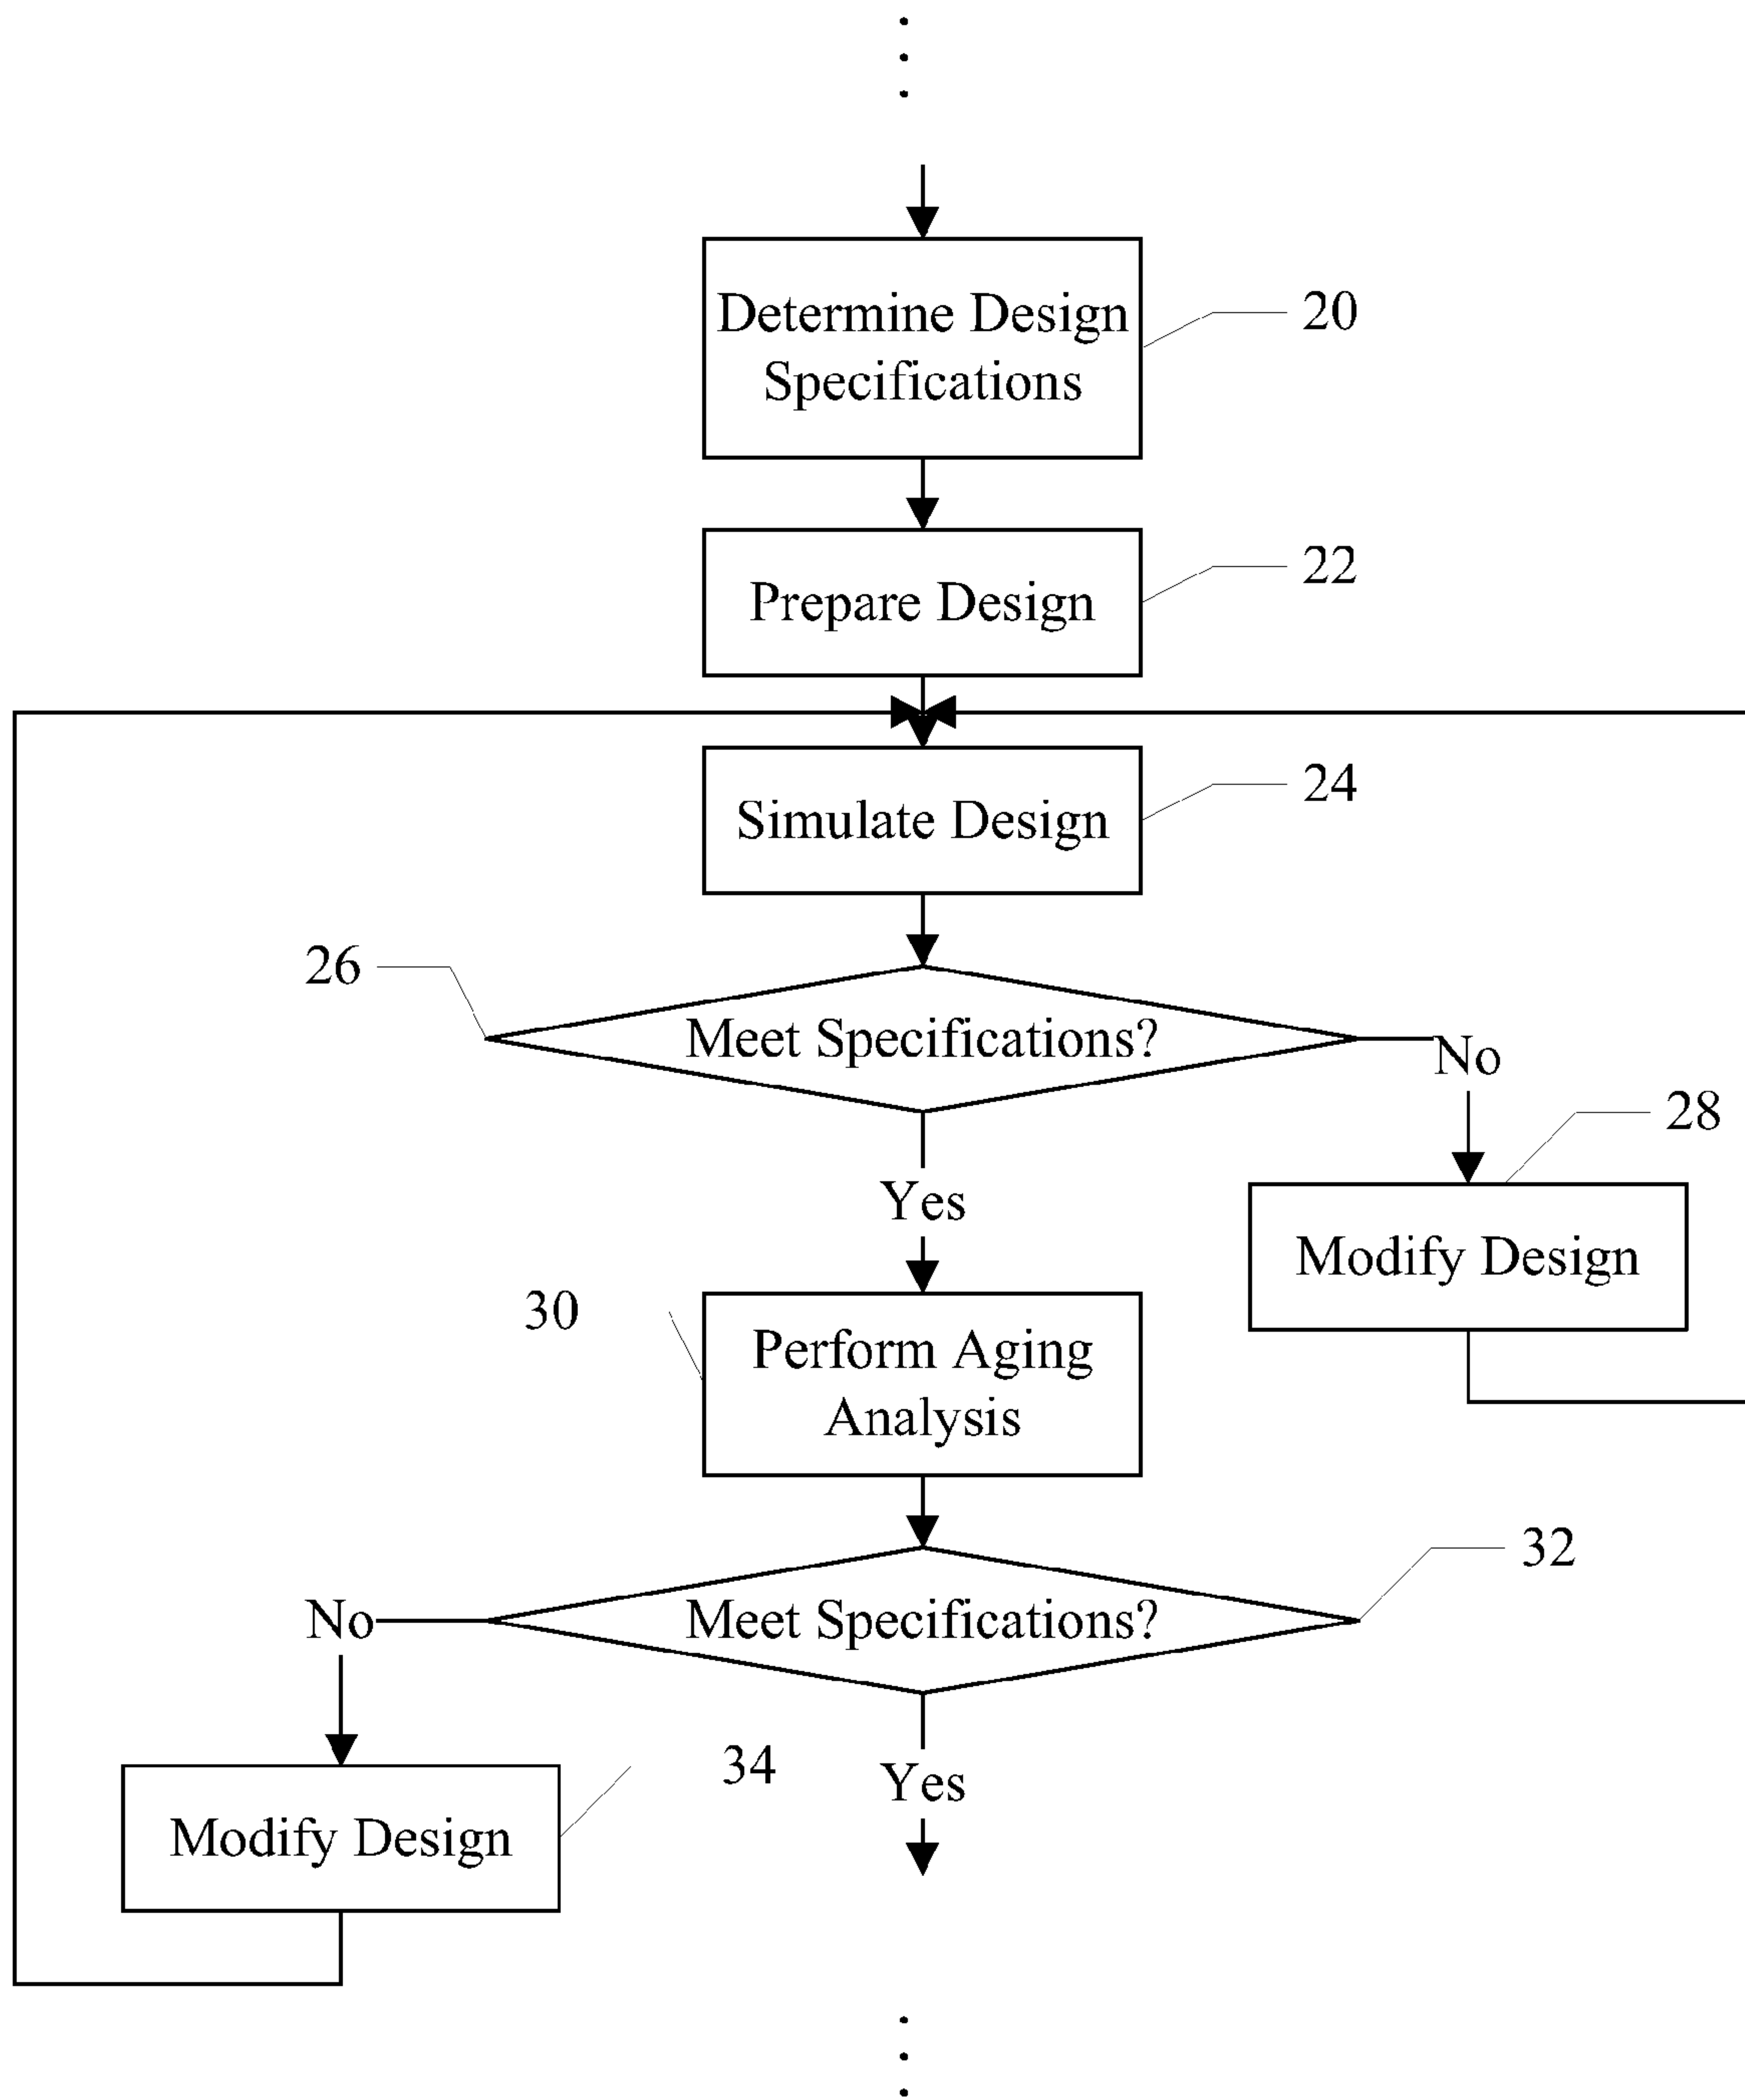 Determine Design
Specifications
20
Prepare Design
22
Simulate Design
24
26
Meet Specifications?
No
28
Yes
Modify Design
30
Perform Aging
Analysis
32
No
Meet Specifications?
34
Yes
Modify Design